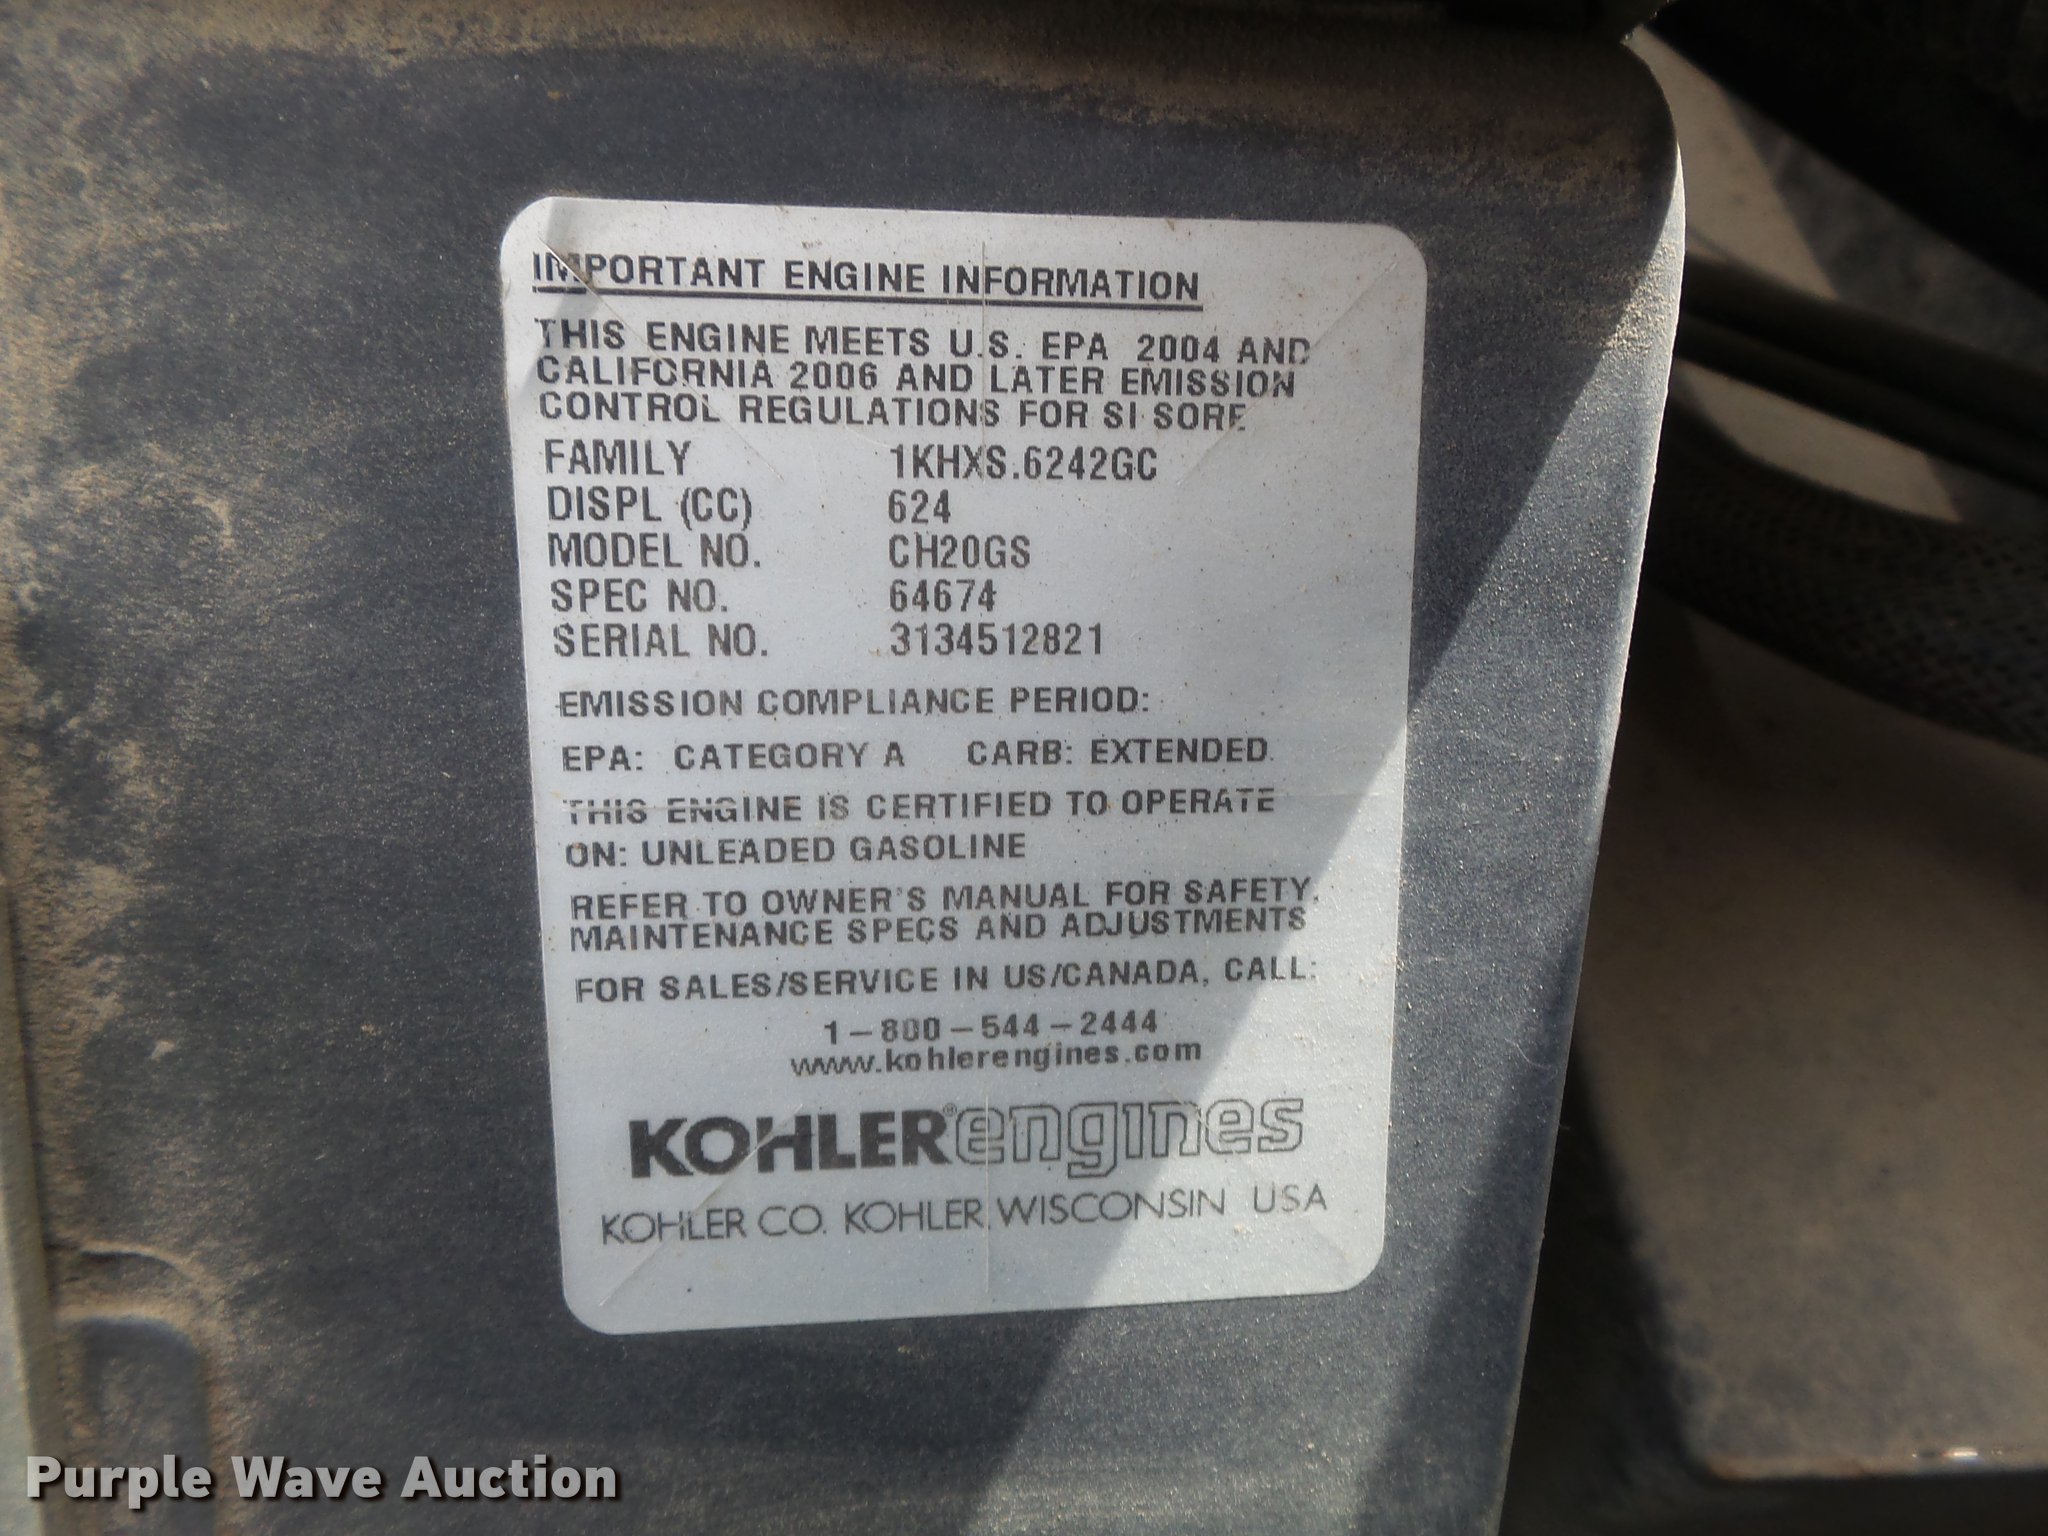 IMPORTANT ENGINE INFORMATION
THIS ENGINE MEETS U.S. EPA 2004 AND
CALIFORNIA 2006 AND LATER EMISSION
CONTROL REGULATIONS FOR SI SORE
FAMILY 1KHXS.6242GC
DISPL (CC) 624
MODEL NO. CH20GS
SPEC NO. 64674
SERIAL NO. 3134512821
EMISSION COMPLIANCE PERIOD:
EPA: CATEGORY A CARB: EXTENDED
THIS ENGINE IS CERTIFIED TO OPERATE
ON: UNLEADED GASOLINE
REFER TO OWNER'S MANUAL FOR SAFETY,
MAINTENANCE SPECS AND ADJUSTMENTS
FOR SALES/SERVICE IN US/CANADA, CALL:
1-800-544-2444
www.kohlerengines.com
KOHLER® engines
KOHLER CO. KOHLER, WISCONSIN USA
Purple Wave Auction